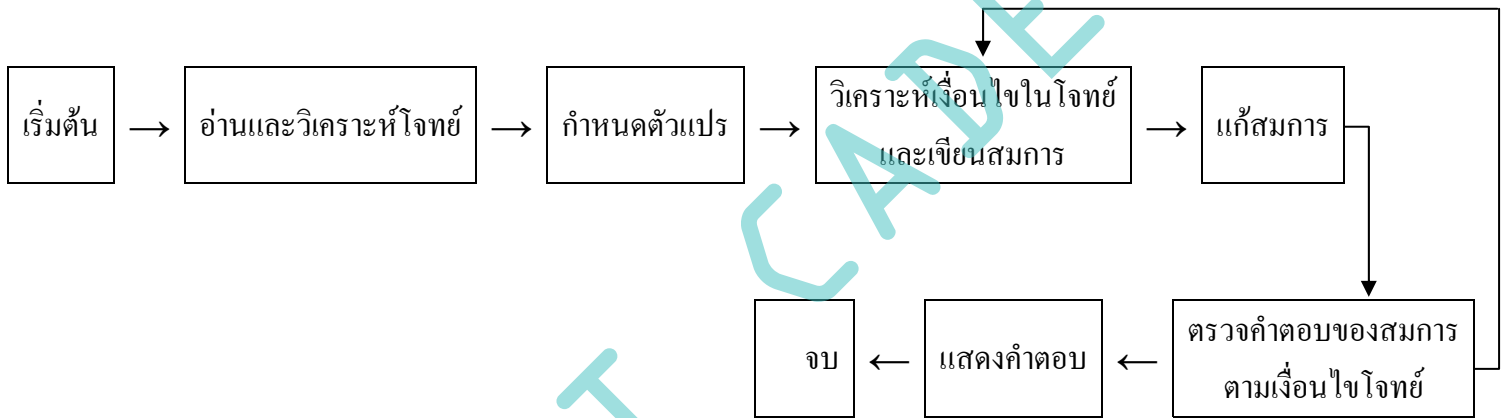 เริ่มต้น
อ่านและวิเคราะห์โจทย์
กำหนดตัวแปร
วิเคราะห์เงื่อนไขในโจทย์
และเขียนสมการ
แก้สมการ
ตรวจคำตอบของสมการ
ตามเงื่อนไขโจทย์
แสดงคำตอบ
จบ